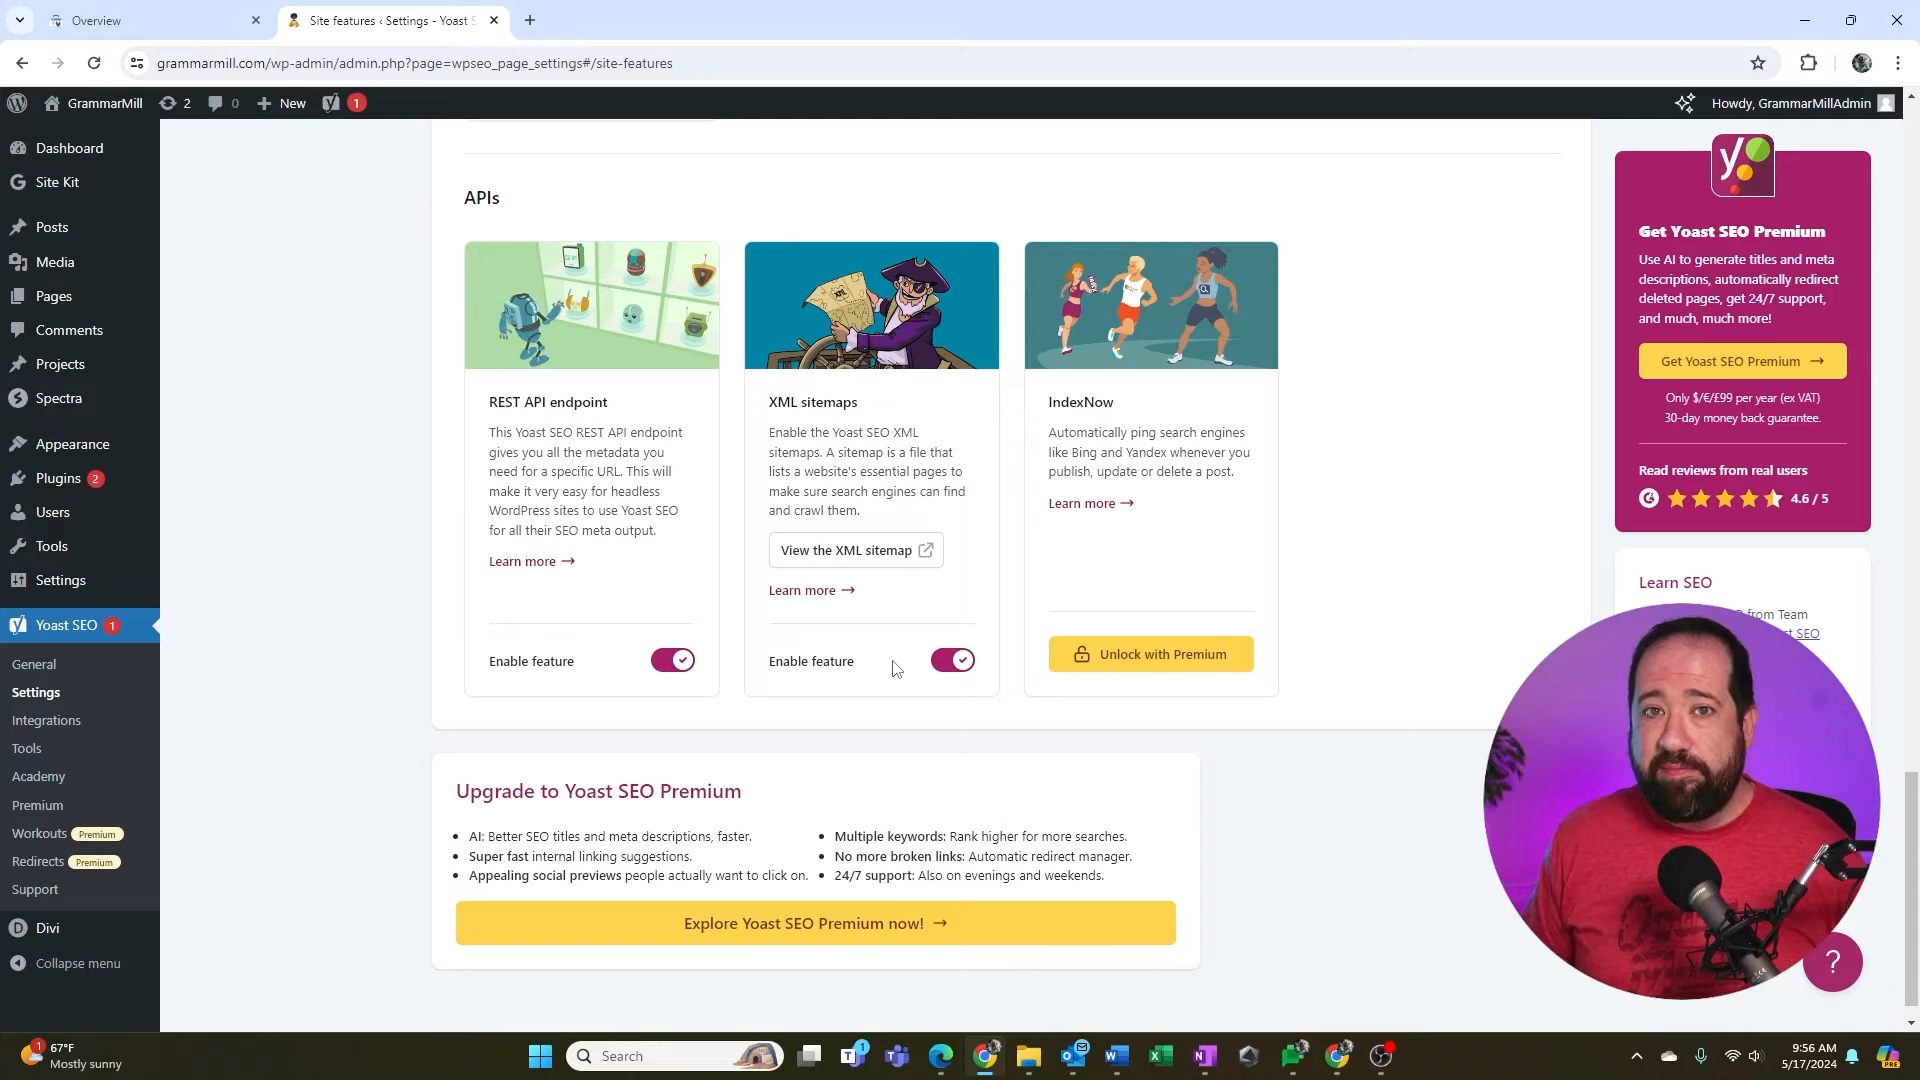 Overview
Site features ‹ Settings - Yoast S
grammarmill.com/wp-admin/admin.php?page=wpseo_page_settings#/site-features
GrammarMill
2
0
New
1
Howdy, GrammarMillAdmin
Dashboard
Site Kit
Posts
Media
Pages
Comments
Projects
Spectra
Appearance
Plugins 2
Users
Tools
Settings
Yoast SEO 1
General
Settings
Integrations
Tools
Academy
Premium
Workouts Premium
Redirects Premium
Support
Divi
Collapse menu
APIs
REST API endpoint
This Yoast SEO REST API endpoint
gives you all the metadata you
need for a specific URL. This will
make it very easy for headless
WordPress sites to use Yoast SEO
for all their SEO meta output.
Learn more →
Enable feature
XML
XML sitemaps
Enable the Yoast SEO XML
sitemaps. A sitemap is a file that
lists a website's essential pages to
make sure search engines can find
and crawl them.
View the XML sitemap
Learn more →
Enable feature
IndexNow
Automatically ping search engines
like Bing and Yandex whenever you
publish, update or delete a post.
Learn more →
Unlock with Premium
Upgrade to Yoast SEO Premium
• AI: Better SEO titles and meta descriptions, faster.
• Super fast internal linking suggestions.
• Appealing social previews people actually want to click on.
• Multiple keywords: Rank higher for more searches.
• No more broken links: Automatic redirect manager.
• 24/7 support: Also on evenings and weekends.
Explore Yoast SEO Premium now! →
Get Yoast SEO Premium
Use AI to generate titles and meta
descriptions, automatically redirect
deleted pages, get 24/7 support,
and much, much more!
Get Yoast SEO Premium →
Only $/€/£99 per year (ex VAT)
30-day money back guarantee.
Read reviews from real users
4.6 / 5
Learn SEO
from Team
SEO
?
1
67°F
Mostly sunny
Search
1
9:56 AM
5/17/2024
PRE